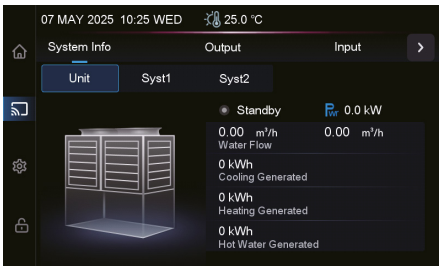 07 MAY 2025 10:25 WED 25.0 ℃
System Info Output Input >
Unit Syst1 Syst2
Standby Pwr 0.0 kW
0.00 m³/h 0.00 m³/h
Water Flow
0 kWh
Cooling Generated
0 kWh
Heating Generated
0 kWh
Hot Water Generated